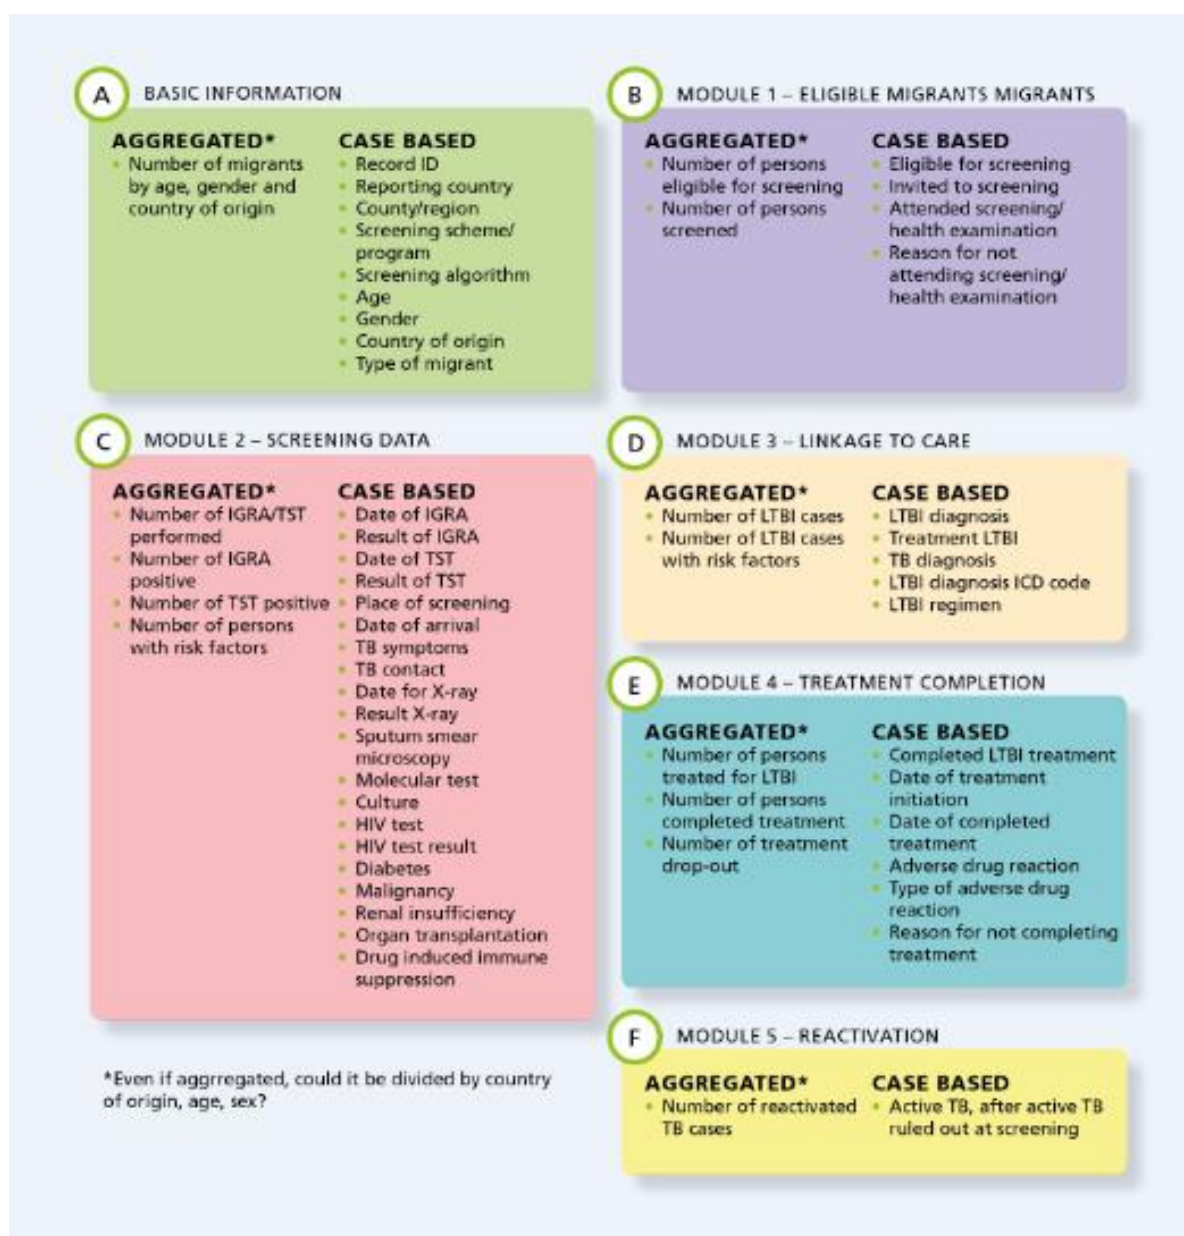 A BASIC INFORMATION
AGGREGATED*
• Number of migrants
by age, gender and
country of origin
CASE BASED
• Record ID
• Reporting country
• County/region
• Screening scheme/
program
• Screening algorithm
• Age
• Gender
• Country of origin
• Type of migrant
B MODULE 1 – ELIGIBLE MIGRANTS MIGRANTS
AGGREGATED*
• Number of persons
eligible for screening
• Number of persons
screened
CASE BASED
• Eligible for screening
• Invited to screening
• Attended screening/
health examination
• Reason for not
attending screening/
health examination
C MODULE 2 – SCREENING DATA
AGGREGATED*
• Number of IGRA/TST
performed
• Number of IGRA
positive
• Number of TST positive
• Number of persons
with risk factors
CASE BASED
• Date of IGRA
• Result of IGRA
• Date of TST
• Result of TST
• Place of screening
• Date of arrival
• TB symptoms
• TB contact
• Date for X-ray
• Result X-ray
• Sputum smear
microscopy
• Molecular test
• Culture
• HIV test
• HIV test result
• Diabetes
• Malignancy
• Renal insufficiency
• Organ transplantation
• Drug induced immune
suppression
D MODULE 3 – LINKAGE TO CARE
AGGREGATED*
• Number of LTBI cases
• Number of LTBI cases
with risk factors
CASE BASED
• LTBI diagnosis
• Treatment LTBI
• TB diagnosis
• LTBI diagnosis ICD code
• LTBI regimen
E MODULE 4 – TREATMENT COMPLETION
AGGREGATED*
• Number of persons
treated for LTBI
• Number of persons
completed treatment
• Number of treatment
drop-out
CASE BASED
• Completed LTBI treatment
• Date of treatment
initiation
• Date of completed
treatment
• Adverse drug reaction
• Type of adverse drug
reaction
• Reason for not completing
treatment
F MODULE 5 – REACTIVATION
AGGREGATED*
• Number of reactivated
TB cases
CASE BASED
• Active TB, after active TB
ruled out at screening
*Even if aggrregated, could it be divided by country
of origin, age, sex?